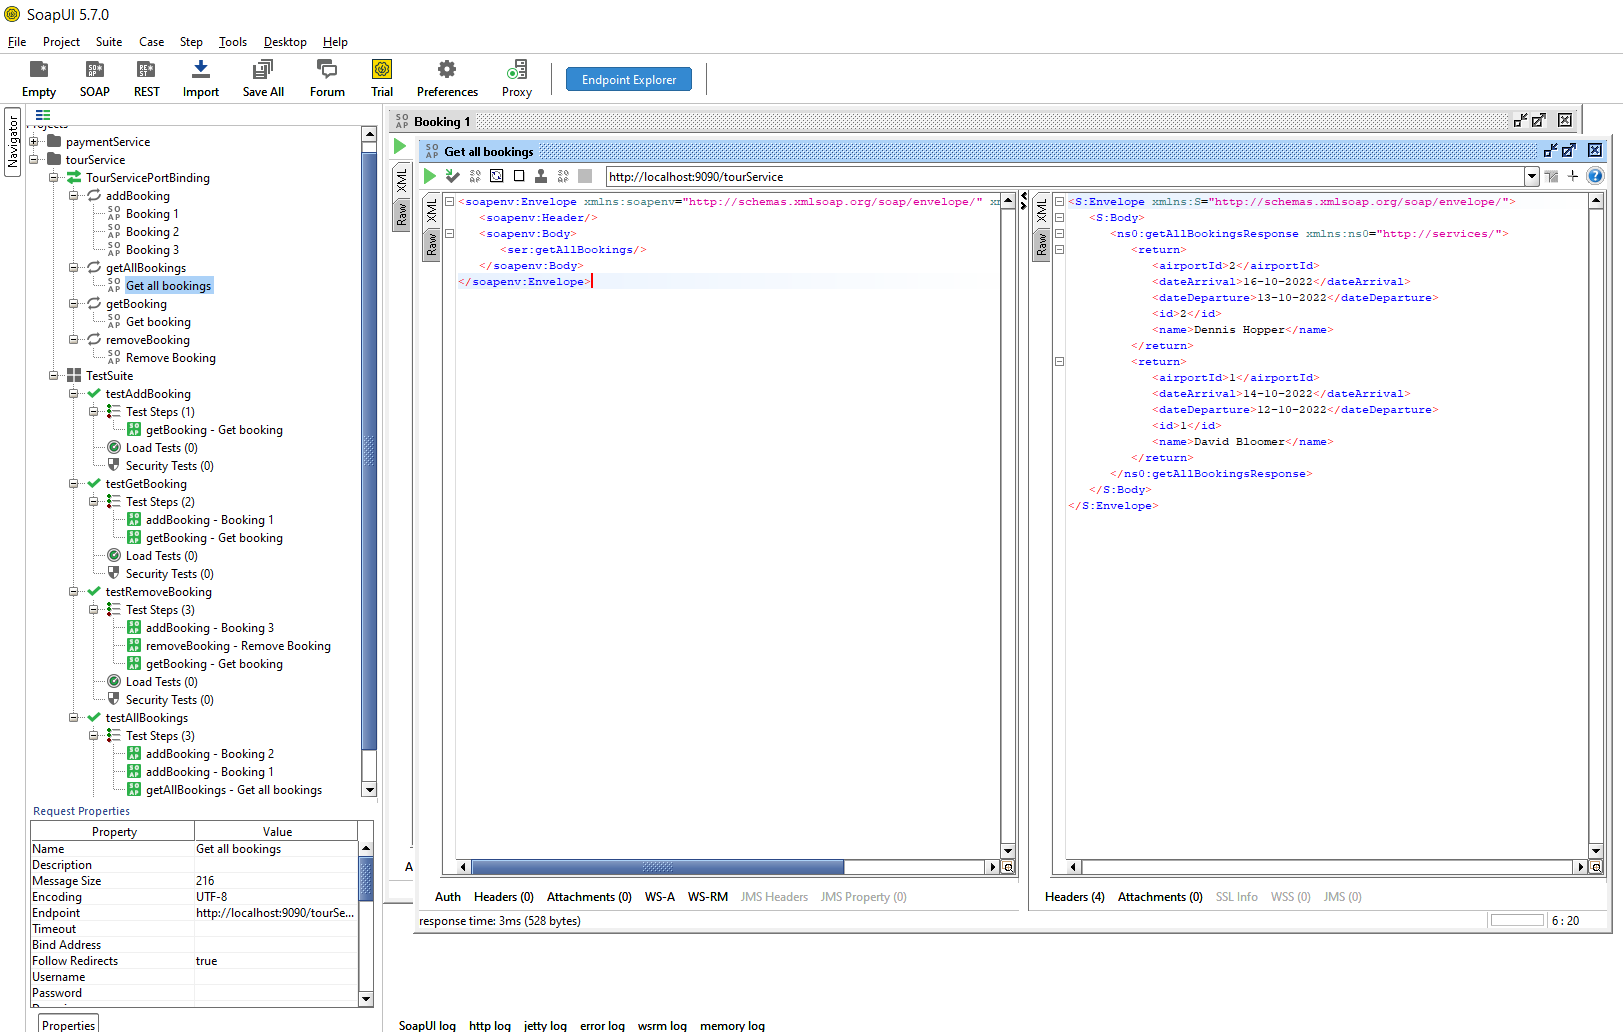 SoapUI 5.7.0
File Project Suite Case Step Tools Desktop Help
Empty SOAP REST Import Save All Forum Trial Preferences Proxy Endpoint Explorer
Navigator
Projects
paymentService
tourService
TourServicePortBinding
addBooking
Booking 1
Booking 2
Booking 3
getAllBookings
Get all bookings
getBooking
Get booking
removeBooking
Remove Booking
TestSuite
testAddBooking
Test Steps (1)
getBooking - Get booking
Load Tests (0)
Security Tests (0)
testGetBooking
Test Steps (2)
addBooking - Booking 1
getBooking - Get booking
Load Tests (0)
Security Tests (0)
testRemoveBooking
Test Steps (3)
addBooking - Booking 3
removeBooking - Remove Booking
getBooking - Get booking
Load Tests (0)
Security Tests (0)
testAllBookings
Test Steps (3)
addBooking - Booking 2
addBooking - Booking 1
getAllBookings - Get all bookings
Request Properties
Property Value
Name Get all bookings
Description
Message Size 216
Encoding UTF-8
Endpoint http://localhost:9090/tourSe...
Timeout
Bind Address
Follow Redirects true
Username
Password
Properties
Booking 1
XML
Raw
Get all bookings
http://localhost:9090/tourService
XML
Raw
<soapenv:Envelope xmlns:soapenv="http://schemas.xmlsoap.org/soap/envelope/" xm
<soapenv:Header/>
<soapenv:Body>
<ser:getAllBookings/>
</soapenv:Body>
</soapenv:Envelope>
XML
Raw
<S:Envelope xmlns:S="http://schemas.xmlsoap.org/soap/envelope/">
<S:Body>
<ns0:getAllBookingsResponse xmlns:ns0="http://services/">
<return>
<airportId>2</airportId>
<dateArrival>16-10-2022</dateArrival>
<dateDeparture>13-10-2022</dateDeparture>
<id>2</id>
<name>Dennis Hopper</name>
</return>
<return>
<airportId>1</airportId>
<dateArrival>14-10-2022</dateArrival>
<dateDeparture>12-10-2022</dateDeparture>
<id>1</id>
<name>David Bloomer</name>
</return>
</ns0:getAllBookingsResponse>
</S:Body>
</S:Envelope>
A
Auth Headers (0) Attachments (0) WS-A WS-RM JMS Headers JMS Property (0)
Headers (4) Attachments (0) SSL Info WSS (0) JMS (0)
response time: 3ms (528 bytes)
6 : 20
SoapUI log http log jetty log error log wsrm log memory log